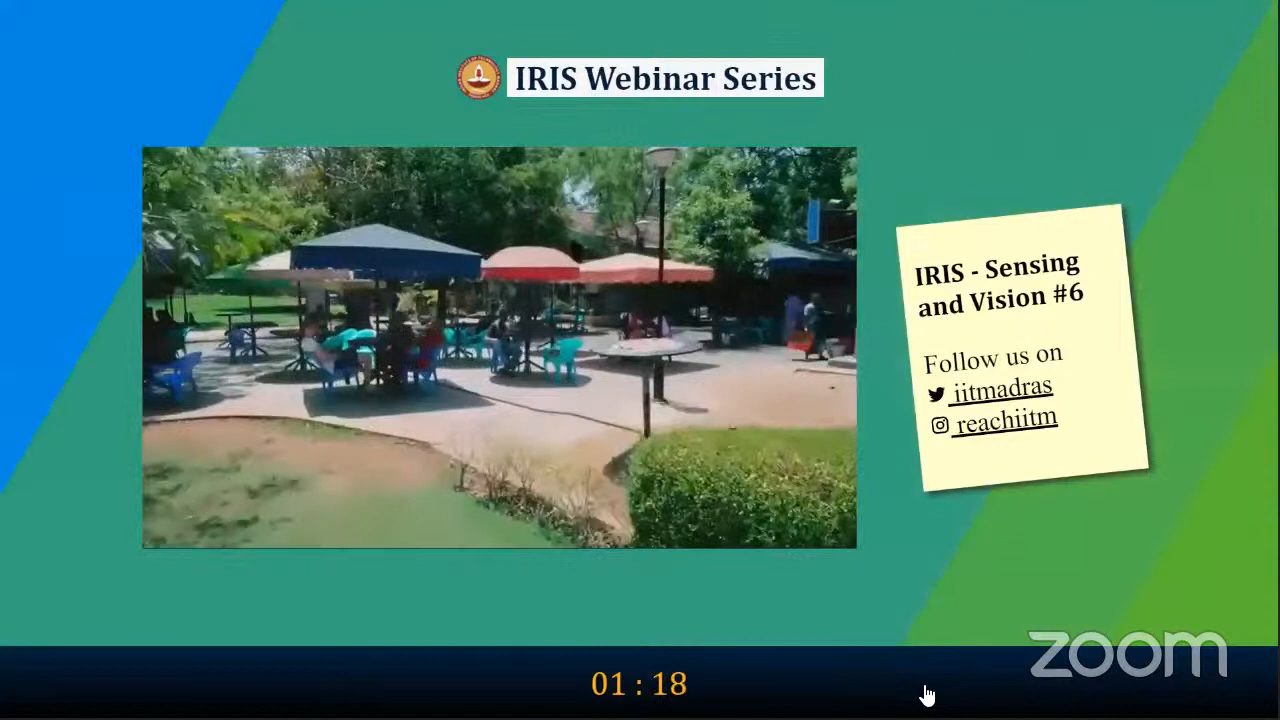 IRIS Webinar Series
IRIS - Sensing
and Vision #6
Follow us on
iitmadras
reachiitm
zoom
01 : 18